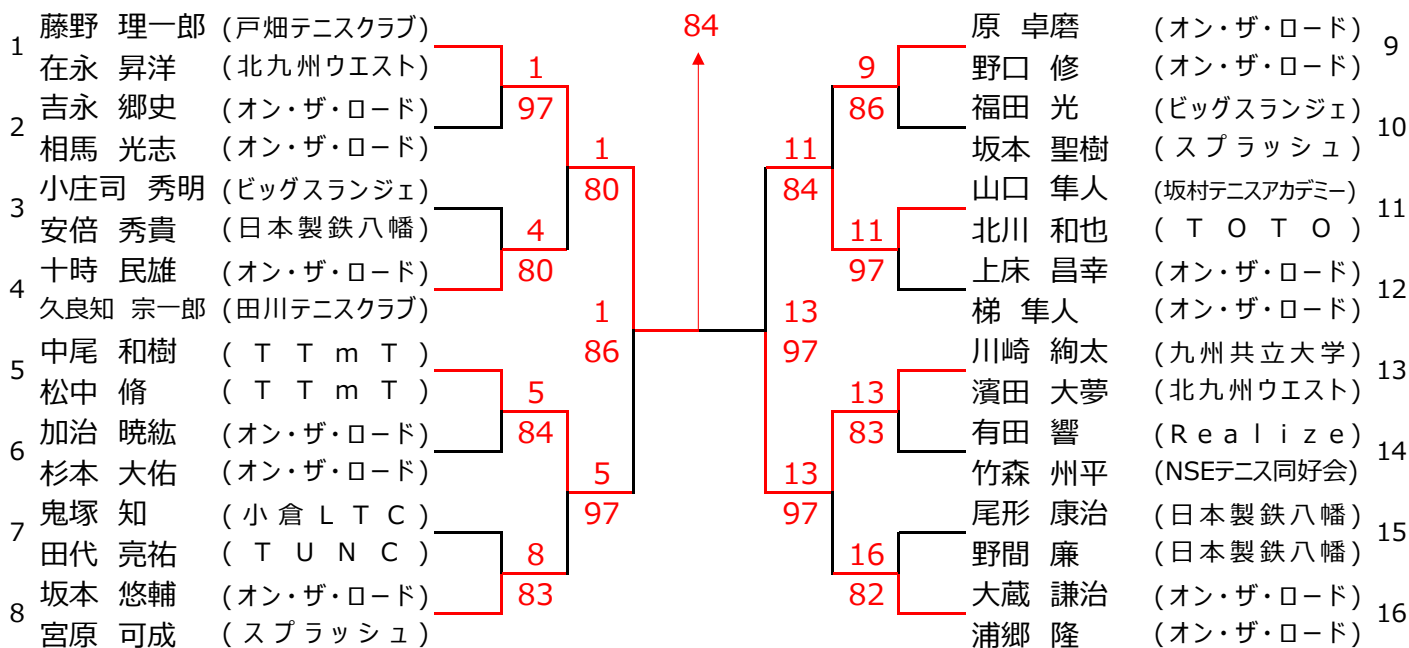 藤野 理一郎 (戸畑テニスクラブ)
1
在永 昇洋 (北九州ウエスト)
吉永 郷史 (オン・ザ・ロード)
2
相馬 光志 (オン・ザ・ロード)
小庄司 秀明 (ビッグスランジェ)
3
安倍 秀貴 (日本製鉄八幡)
十時 民雄 (オン・ザ・ロード)
4
久良知 宗一郎 (田川テニスクラブ)
中尾 和樹 (TTmT)
5
松中 脩 (TTmT)
加治 暁紘 (オン・ザ・ロード)
6
杉本 大佑 (オン・ザ・ロード)
鬼塚 知 (小倉LTC)
7
田代 亮祐 (TUNC)
坂本 悠輔 (オン・ザ・ロード)
8
宮原 可成 (スプラッシュ)
1
97
4
80
5
84
8
83
1
80
5
97
1
86
84
13
97
11
84
13
97
9
86
11
97
13
83
16
82
原 卓磨 (オン・ザ・ロード)
9
野口 修 (オン・ザ・ロード)
福田 光 (ビッグスランジェ)
10
坂本 聖樹 (スプラッシュ)
山口 隼人 (坂村テニスアカデミー)
11
北川 和也 (TOTO)
上床 昌幸 (オン・ザ・ロード)
12
梯 隼人 (オン・ザ・ロード)
川崎 絢太 (九州共立大学)
13
濱田 大夢 (北九州ウエスト)
有田 響 (Realize)
14
竹森 州平 (NSEテニス同好会)
尾形 康治 (日本製鉄八幡)
15
野間 廉 (日本製鉄八幡)
大蔵 謙治 (オン・ザ・ロード)
16
浦郷 隆 (オン・ザ・ロード)